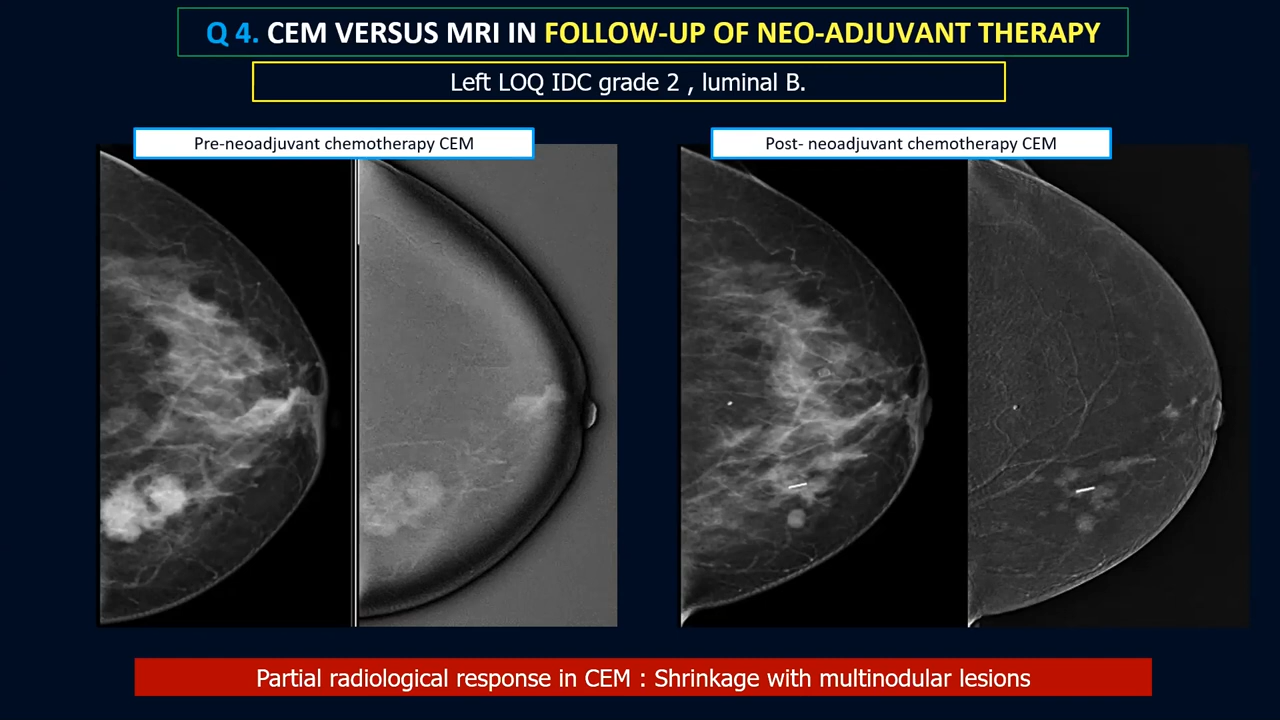 Q 4. CEM VERSUS MRI IN FOLLOW-UP OF NEO-ADJUVANT THERAPY
Left LOQ IDC grade 2 , luminal B.
Pre-neoadjuvant chemotherapy CEM
Post- neoadjuvant chemotherapy CEM
Partial radiological response in CEM : Shrinkage with multinodular lesions